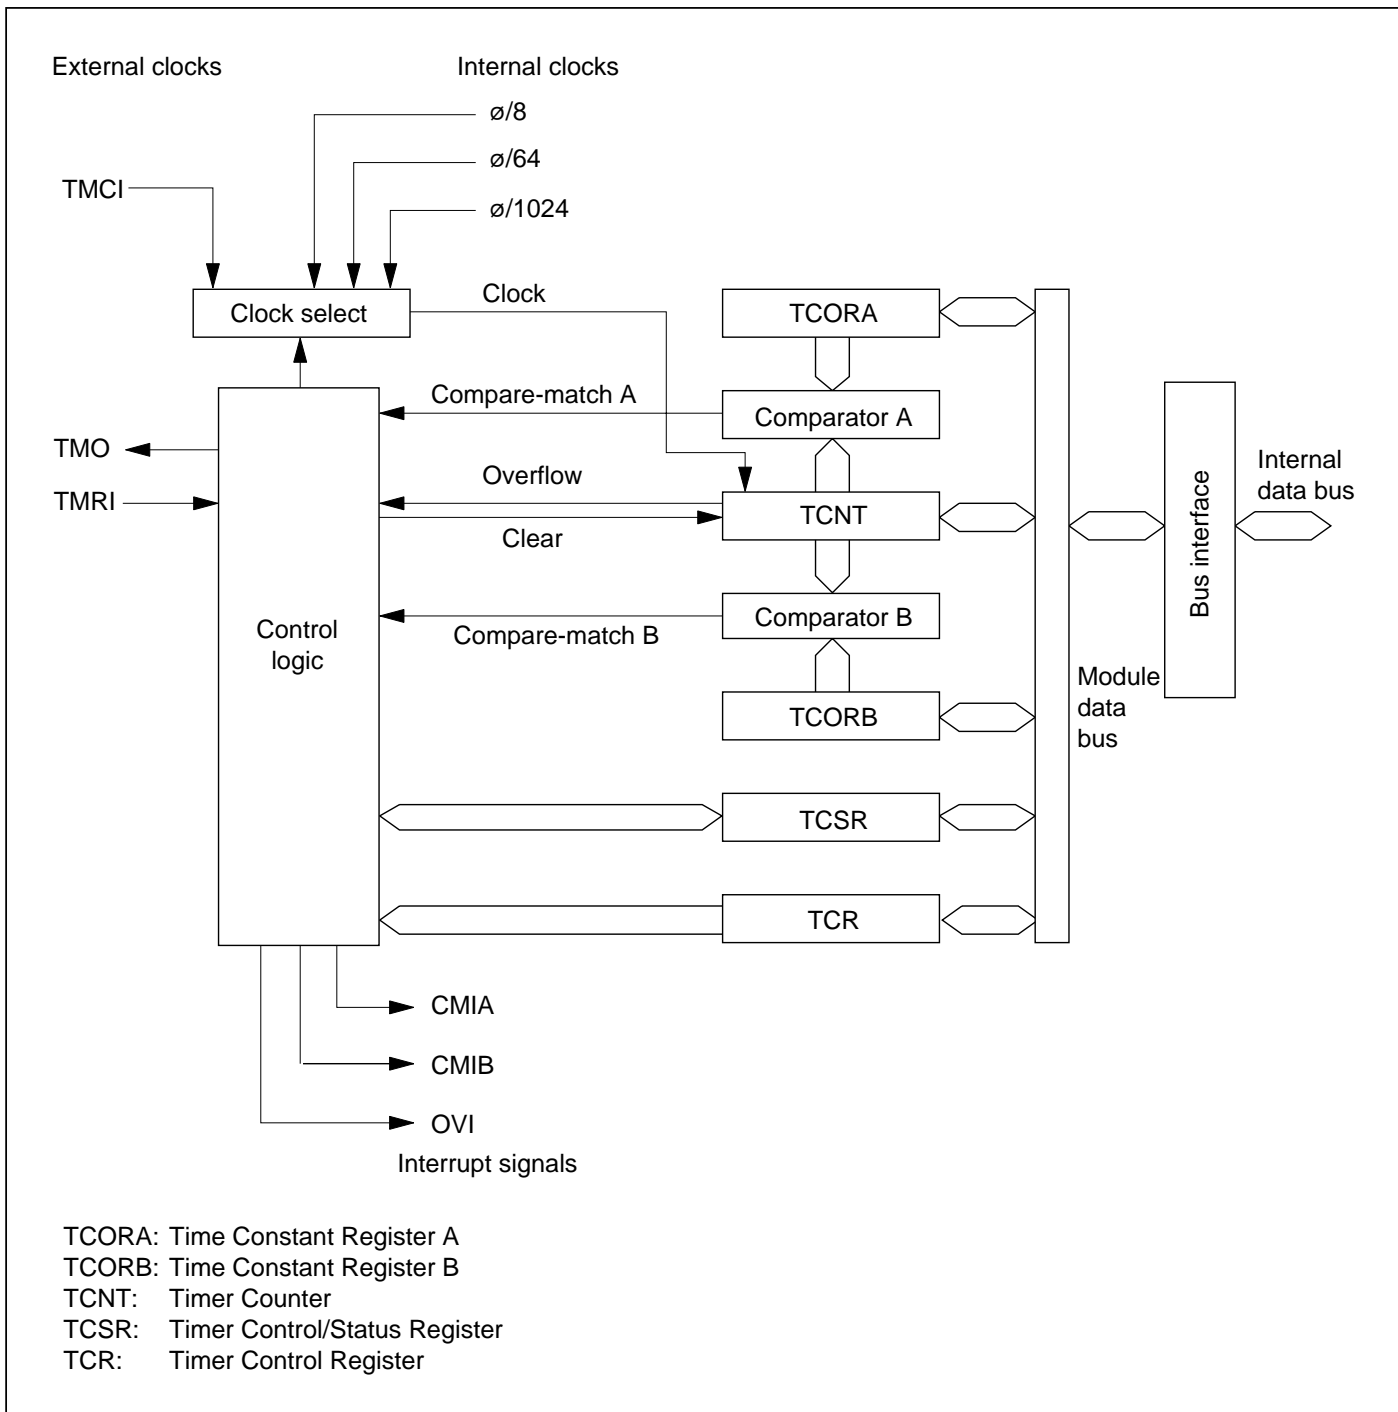 External clocks
Internal clocks
ø/8
ø/64
TMCI
ø/1024
Clock select
Clock
TCORA
Compare-match A
Comparator A
TMO
Overflow
TMRI
TCNT
Clear
Internal
data bus
Bus interface
Comparator B
Compare-match B
Control
logic
TCORB
Module
data
bus
TCSR
TCR
CMIA
CMIB
OVI
Interrupt signals
TCORA: Time Constant Register A
TCORB: Time Constant Register B
TCNT: Timer Counter
TCSR: Timer Control/Status Register
TCR: Timer Control Register